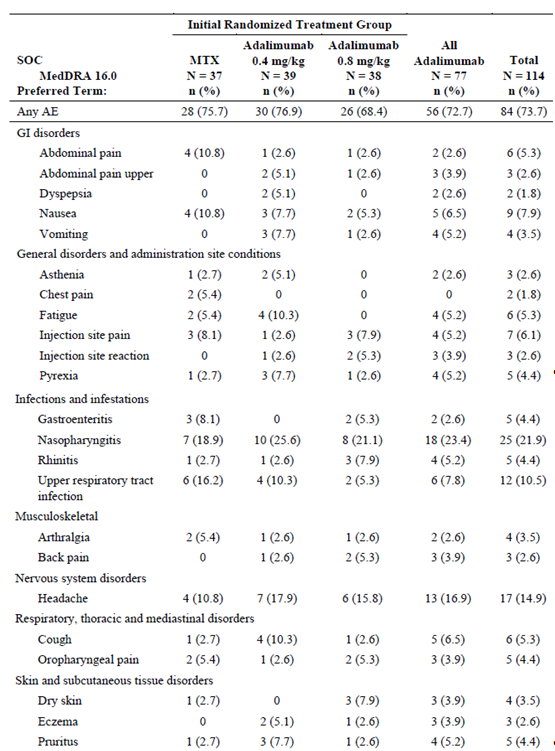 Initial Randomized Treatment Group
SOC
MedDRA 16.0
Preferred Term:
MTX
N = 37
n (%)
Adalimumab
0.4 mg/kg
N = 39
n (%)
Adalimumab
0.8 mg/kg
N = 38
n (%)
All
Adalimumab
N = 77
n (%)
Total
N = 114
n (%)
Any AE 28 (75.7) 30 (76.9) 26 (68.4) 56 (72.7) 84 (73.7)
GI disorders
Abdominal pain 4 (10.8) 1 (2.6) 1 (2.6) 2 (2.6) 6 (5.3)
Abdominal pain upper 0 2 (5.1) 1 (2.6) 3 (3.9) 3 (2.6)
Dyspepsia 0 2 (5.1) 0 2 (2.6) 2 (1.8)
Nausea 4 (10.8) 3 (7.7) 2 (5.3) 5 (6.5) 9 (7.9)
Vomiting 0 3 (7.7) 1 (2.6) 4 (5.2) 4 (3.5)
General disorders and administration site conditions
Asthenia 1 (2.7) 2 (5.1) 0 2 (2.6) 3 (2.6)
Chest pain 2 (5.4) 0 0 0 2 (1.8)
Fatigue 2 (5.4) 4 (10.3) 0 4 (5.2) 6 (5.3)
Injection site pain 3 (8.1) 1 (2.6) 3 (7.9) 4 (5.2) 7 (6.1)
Injection site reaction 0 1 (2.6) 2 (5.3) 3 (3.9) 3 (2.6)
Pyrexia 1 (2.7) 3 (7.7) 1 (2.6) 4 (5.2) 5 (4.4)
Infections and infestations
Gastroenteritis 3 (8.1) 0 2 (5.3) 2 (2.6) 5 (4.4)
Nasopharyngitis 7 (18.9) 10 (25.6) 8 (21.1) 18 (23.4) 25 (21.9)
Rhinitis 1 (2.7) 1 (2.6) 3 (7.9) 4 (5.2) 5 (4.4)
Upper respiratory tract 6 (16.2) 4 (10.3) 2 (5.3) 6 (7.8) 12 (10.5)
infection
Musculoskeletal
Arthralgia 2 (5.4) 1 (2.6) 1 (2.6) 2 (2.6) 4 (3.5)
Back pain 0 1 (2.6) 2 (5.3) 3 (3.9) 3 (2.6)
Nervous system disorders
Headache 4 (10.8) 7 (17.9) 6 (15.8) 13 (16.9) 17 (14.9)
Respiratory, thoracic and mediastinal disorders
Cough 1 (2.7) 4 (10.3) 1 (2.6) 5 (6.5) 6 (5.3)
Oropharyngeal pain 2 (5.4) 1 (2.6) 2 (5.3) 3 (3.9) 5 (4.4)
Skin and subcutaneous tissue disorders
Dry skin 1 (2.7) 0 3 (7.9) 3 (3.9) 4 (3.5)
Eczema 0 2 (5.1) 1 (2.6) 3 (3.9) 3 (2.6)
Pruritus 1 (2.7) 3 (7.7) 1 (2.6) 4 (5.2) 5 (4.4)